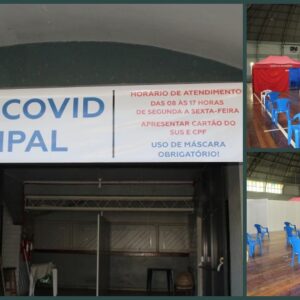 COVID
IPAL
HORÁRIO DE ATENDIMENTO
DAS 08 ÀS 17 HORAS
DE SEGUNDA A SEXTA-FEIRA
APRESENTAR CARTÃO DO
SUS E CPF
USO DE MÁSCARA
OBRIGATÓRIO!